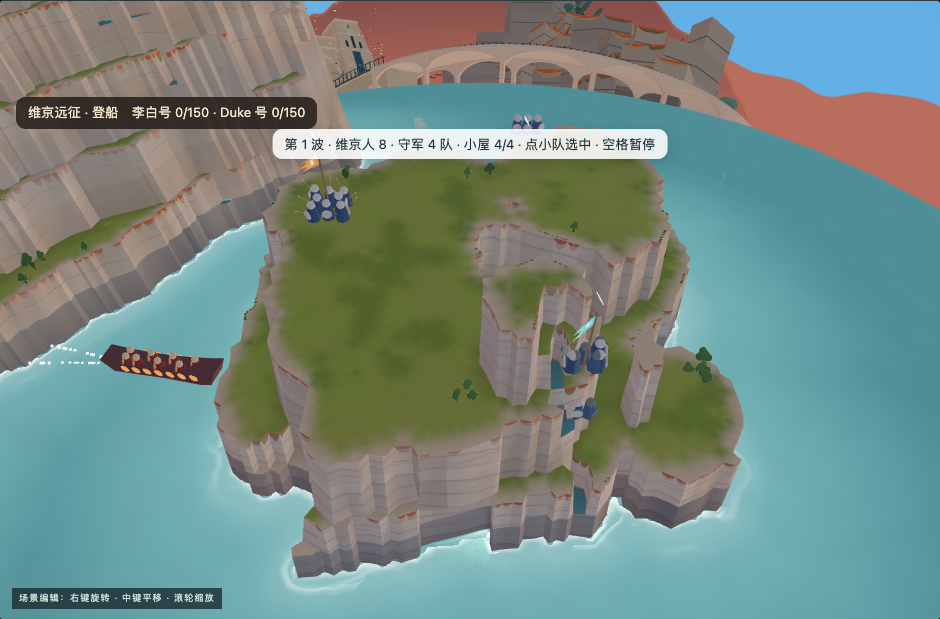 维京远征 · 登船 李白号 0/150 · Duke 号 0/150
第 1 波 · 维京人 8 · 守军 4 队 · 小屋 4/4 · 点小队选中 · 空格暂停
场景编辑：右键旋转 · 中键平移 · 滚轮缩放